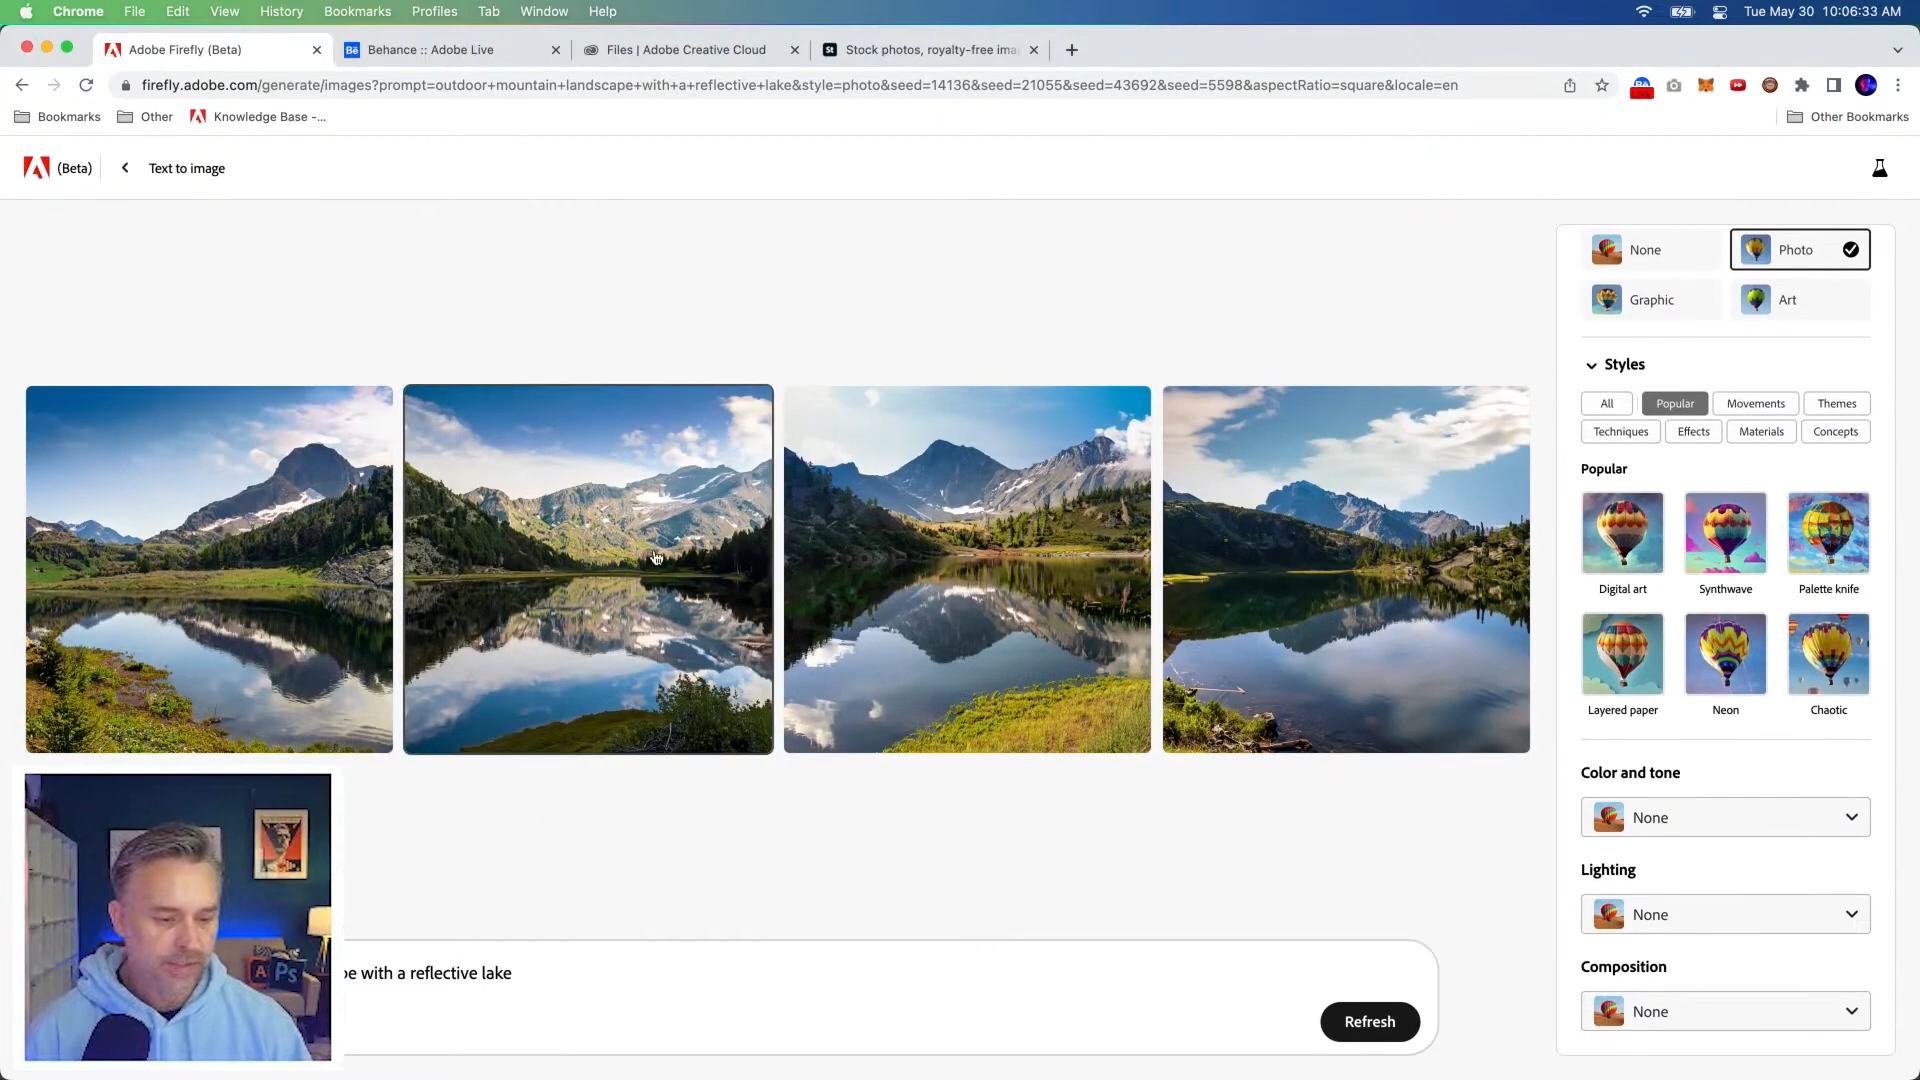 Chrome File Edit View History Bookmarks Profiles Tab Window Help Tue May 30 10:06:33 AM
Adobe Firefly (Beta) Bē Behance :: Adobe Live Files | Adobe Creative Cloud St Stock photos, royalty-free ima
firefly.adobe.com/generate/images?prompt=outdoor+mountain+landscape+with+a+reflective+lake&style=photo&seed=14136&seed=21055&seed=43692&seed=5598&aspectRatio=square&locale=en
Bookmarks Other Knowledge Base -... Other Bookmarks
(Beta) Text to image
None Photo
Graphic Art
Styles
All Popular Movements Themes
Techniques Effects Materials Concepts
Popular
Digital art Synthwave Palette knife
Layered paper Neon Chaotic
Color and tone
None
Lighting
None
Composition
None
Ps
with a reflective lake
Refresh